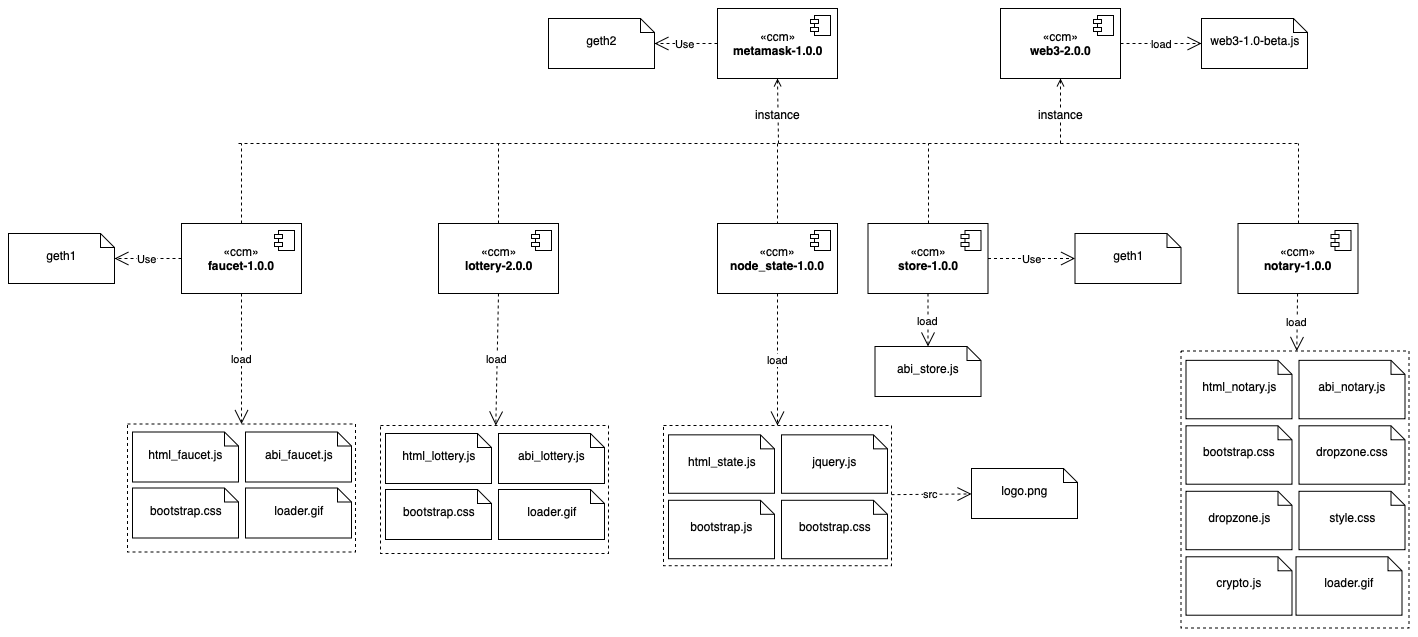 geth2
Use
«ccm»
metamask-1.0.0
«ccm»
web3-2.0.0
load
web3-1.0-beta.js
instance
instance
geth1
Use
«ccm»
faucet-1.0.0
«ccm»
lottery-2.0.0
«ccm»
node_state-1.0.0
«ccm»
store-1.0.0
Use
geth1
«ccm»
notary-1.0.0
load
load
load
load
load
abi_store.js
html_faucet.js
abi_faucet.js
bootstrap.css
loader.gif
html_lottery.js
abi_lottery.js
bootstrap.css
loader.gif
html_state.js
jquery.js
bootstrap.js
bootstrap.css
src
logo.png
html_notary.js
abi_notary.js
bootstrap.css
dropzone.css
dropzone.js
style.css
crypto.js
loader.gif